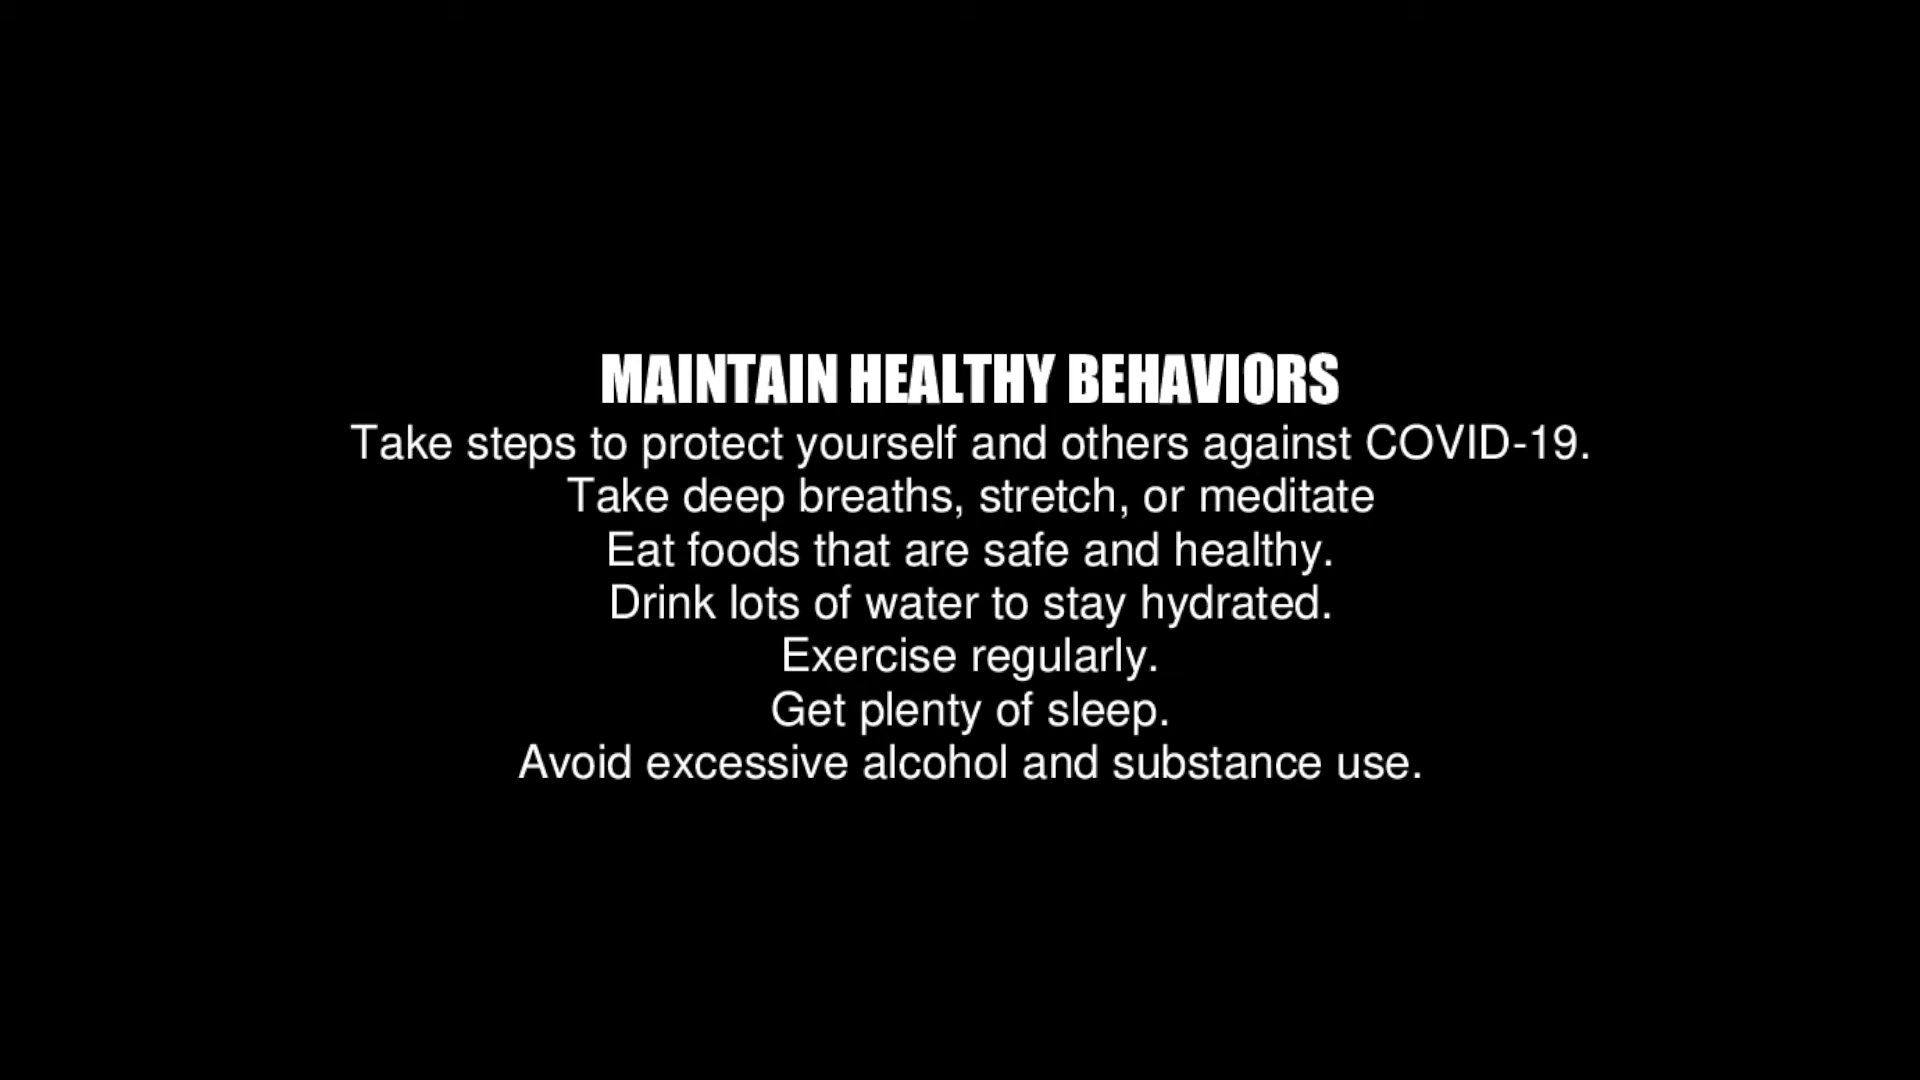 MAINTAIN HEALTHY BEHAVIORS
Take steps to protect yourself and others against COVID-19.
Take deep breaths, stretch, or meditate
Eat foods that are safe and healthy.
Drink lots of water to stay hydrated.
Exercise regularly.
Get plenty of sleep.
Avoid excessive alcohol and substance use.